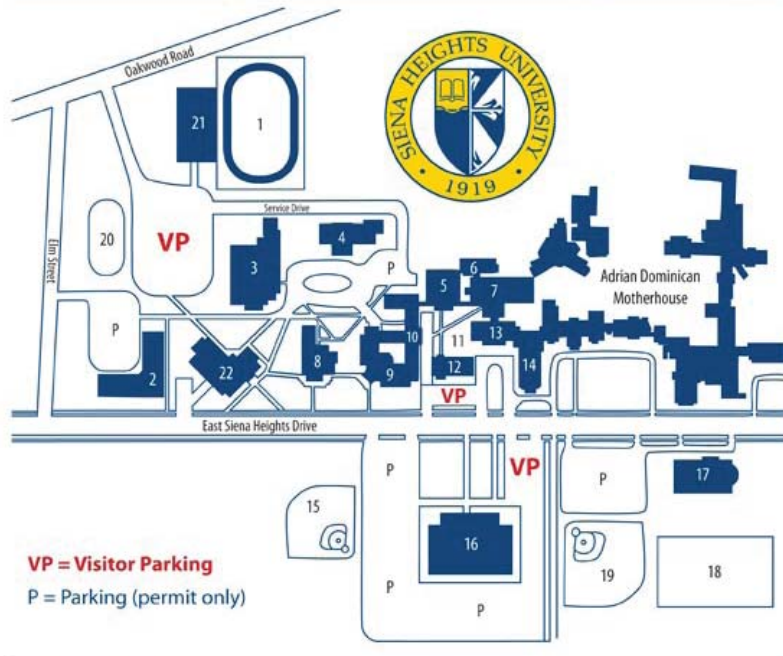 Oakwood Road
SIENA HEIGHTS UNIVERSITY
1919
21
1
Service Drive
Elm Street
20
VP
3
4
P
5
6
7
Adrian Dominican
Motherhouse
P
2
22
8
9
10
11
12
13
14
VP
East Siena Heights Drive
P
VP
P
17
15
16
19
18
P
P
VP = Visitor Parking
P = Parking (permit only)